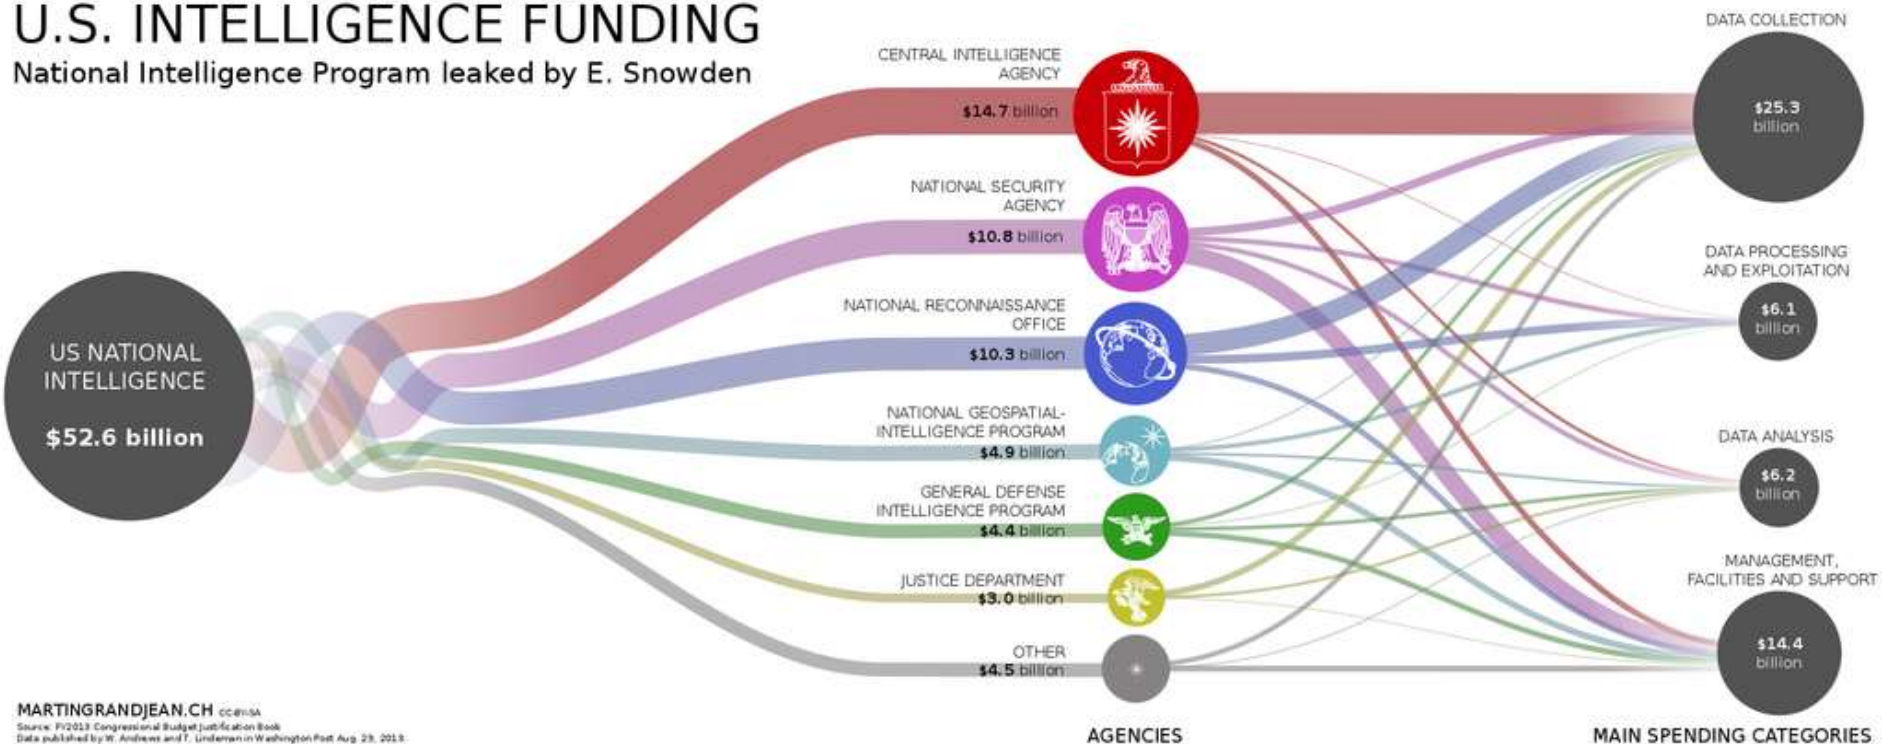 U.S. INTELLIGENCE FUNDING
National Intelligence Program leaked by E. Snowden
US NATIONAL
INTELLIGENCE
$52.6 billion
CENTRAL INTELLIGENCE
AGENCY
$14.7 billion
NATIONAL SECURITY
AGENCY
$10.8 billion
NATIONAL RECONNAISSANCE
OFFICE
$10.3 billion
NATIONAL GEOSPATIAL-
INTELLIGENCE PROGRAM
$4.9 billion
GENERAL DEFENSE
INTELLIGENCE PROGRAM
$4.4 billion
JUSTICE DEPARTMENT
$3.0 billion
OTHER
$4.5 billion
AGENCIES
DATA COLLECTION
$25.3
billion
DATA PROCESSING
AND EXPLOITATION
$6.1
billion
DATA ANALYSIS
$6.2
billion
MANAGEMENT,
FACILITIES AND SUPPORT
$14.4
billion
MAIN SPENDING CATEGORIES
MARTINGRANDJEAN.CH CC-BY-SA
Source: FY2013 Congressional Budget Justification Book
Data published by W. Andrews and T. Lindeman in Washington Post Aug. 29, 2013.